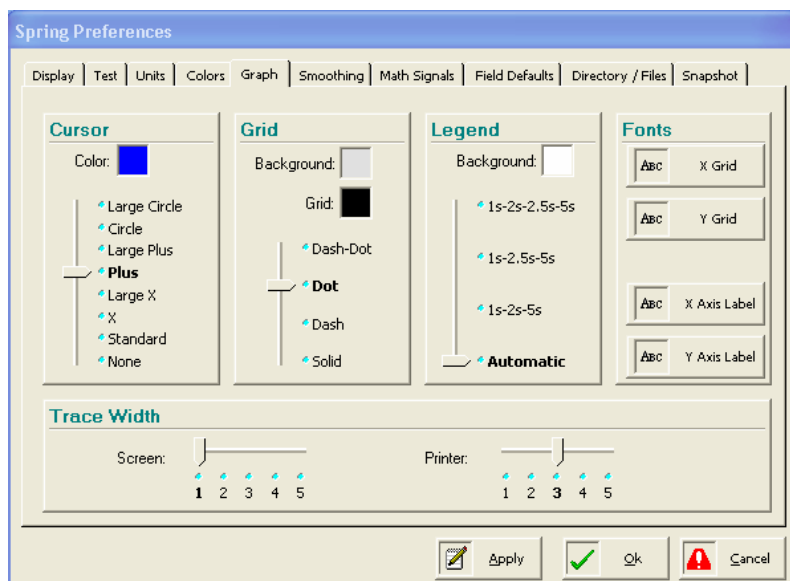 Spring Preferences
Display Test Units Colors Graph Smoothing Math Signals Field Defaults Directory / Files Snapshot
Cursor
Color:
Large Circle
Circle
Large Plus
Plus
Large X
X
Standard
None
Grid
Background:
Grid:
Dash-Dot
Dot
Dash
Solid
Legend
Background:
1s-2s-2.5s-5s
1s-2.5s-5s
1s-2s-5s
Automatic
Fonts
ABC X Grid
ABC Y Grid
ABC X Axis Label
ABC Y Axis Label
Trace Width
Screen:
1 2 3 4 5
Printer:
1 2 3 4 5
Apply Ok Cancel